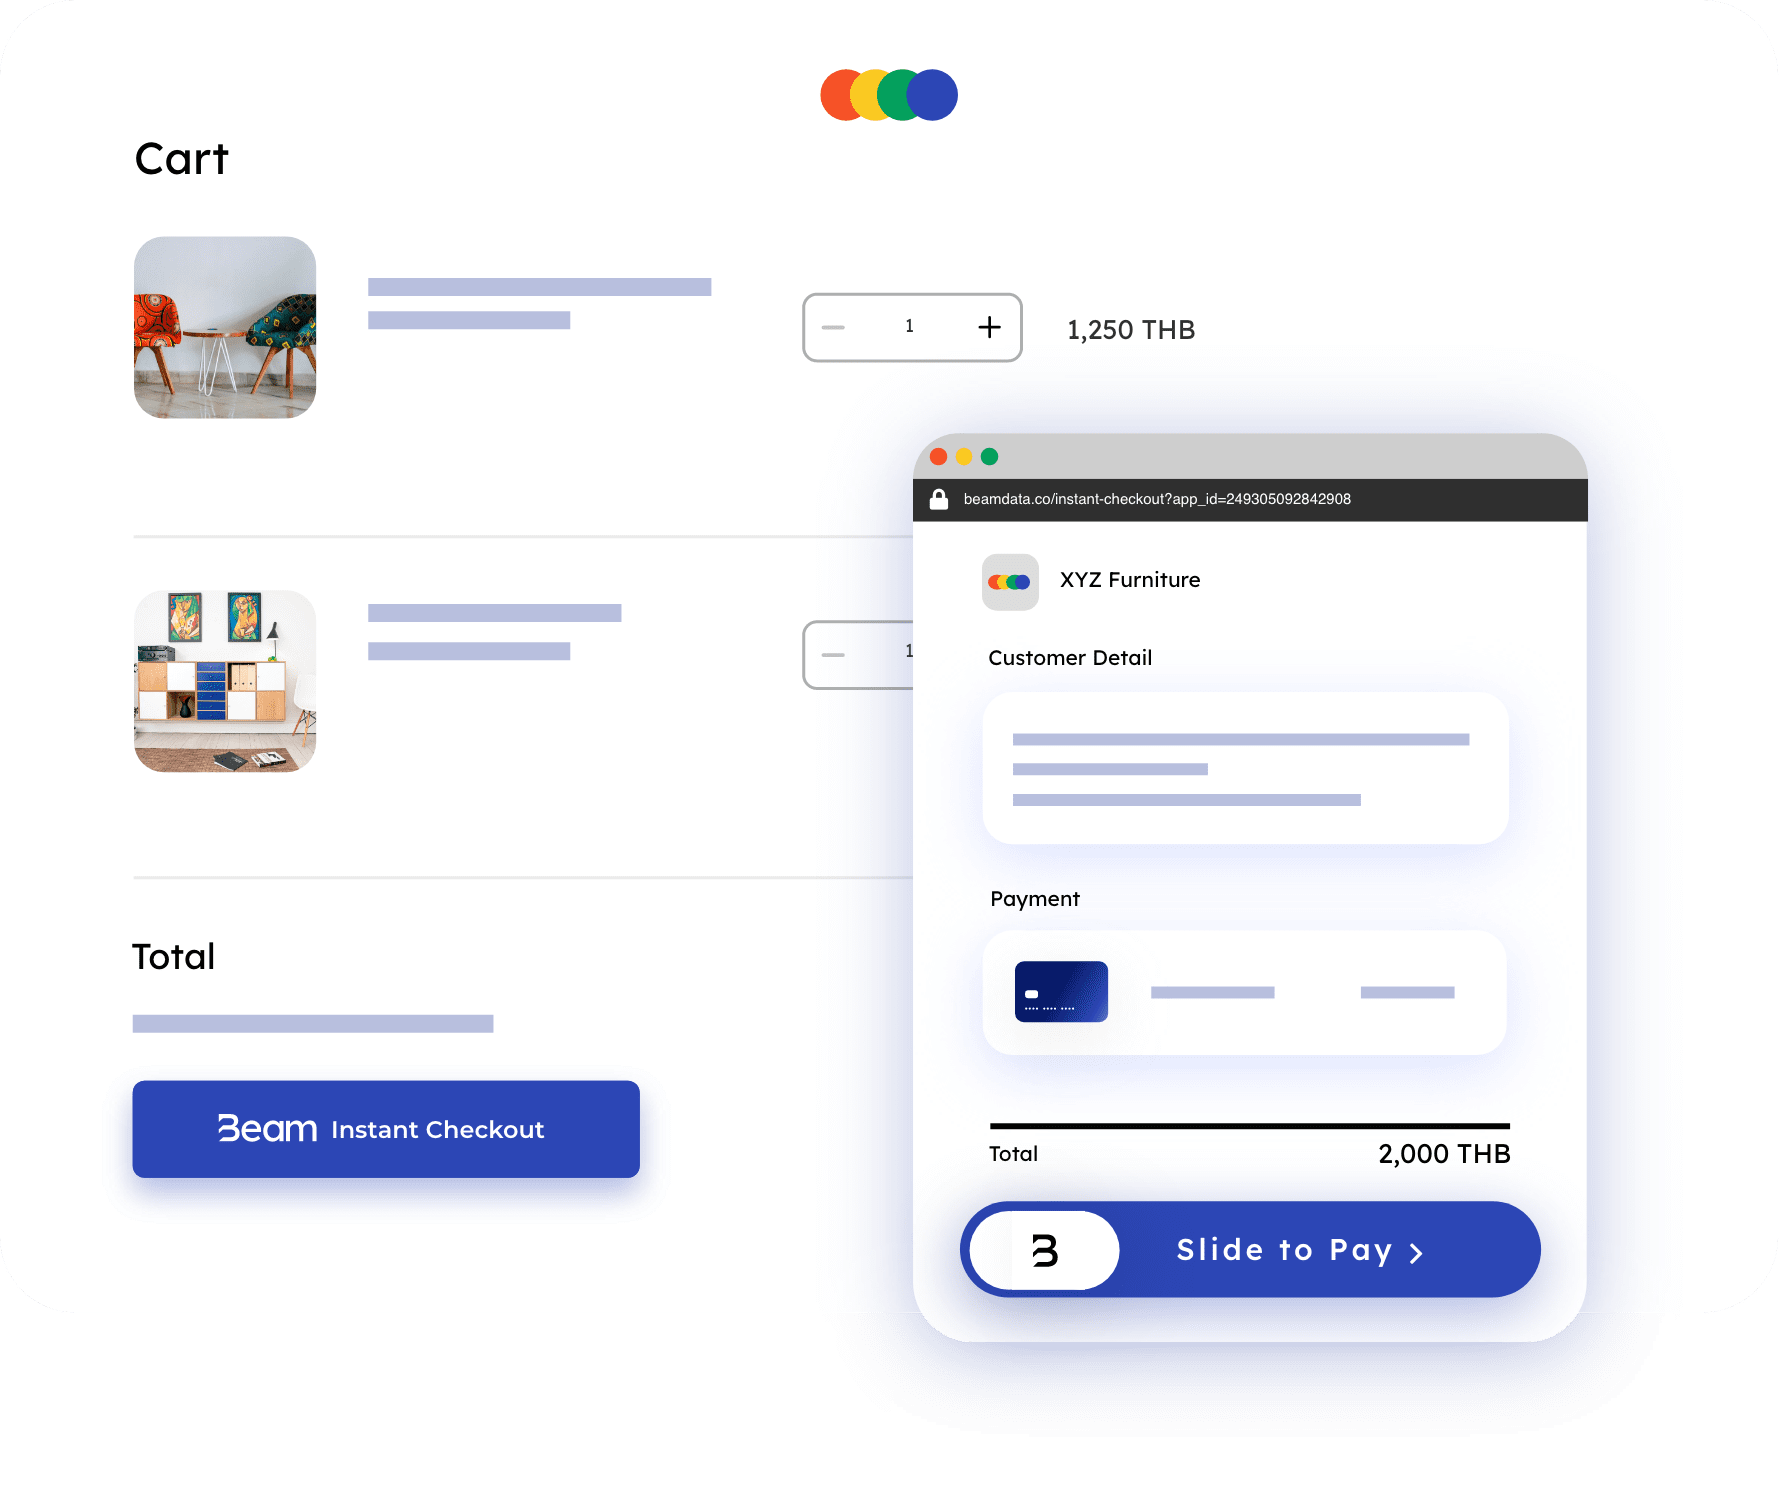 Cart
1
1,250 THB
1
Total
Beam Instant Checkout
beamdata.co/instant-checkout?app_id=249305092842908
XYZ Furniture
Customer Detail
Payment
Total
2,000 THB
B
Slide to Pay